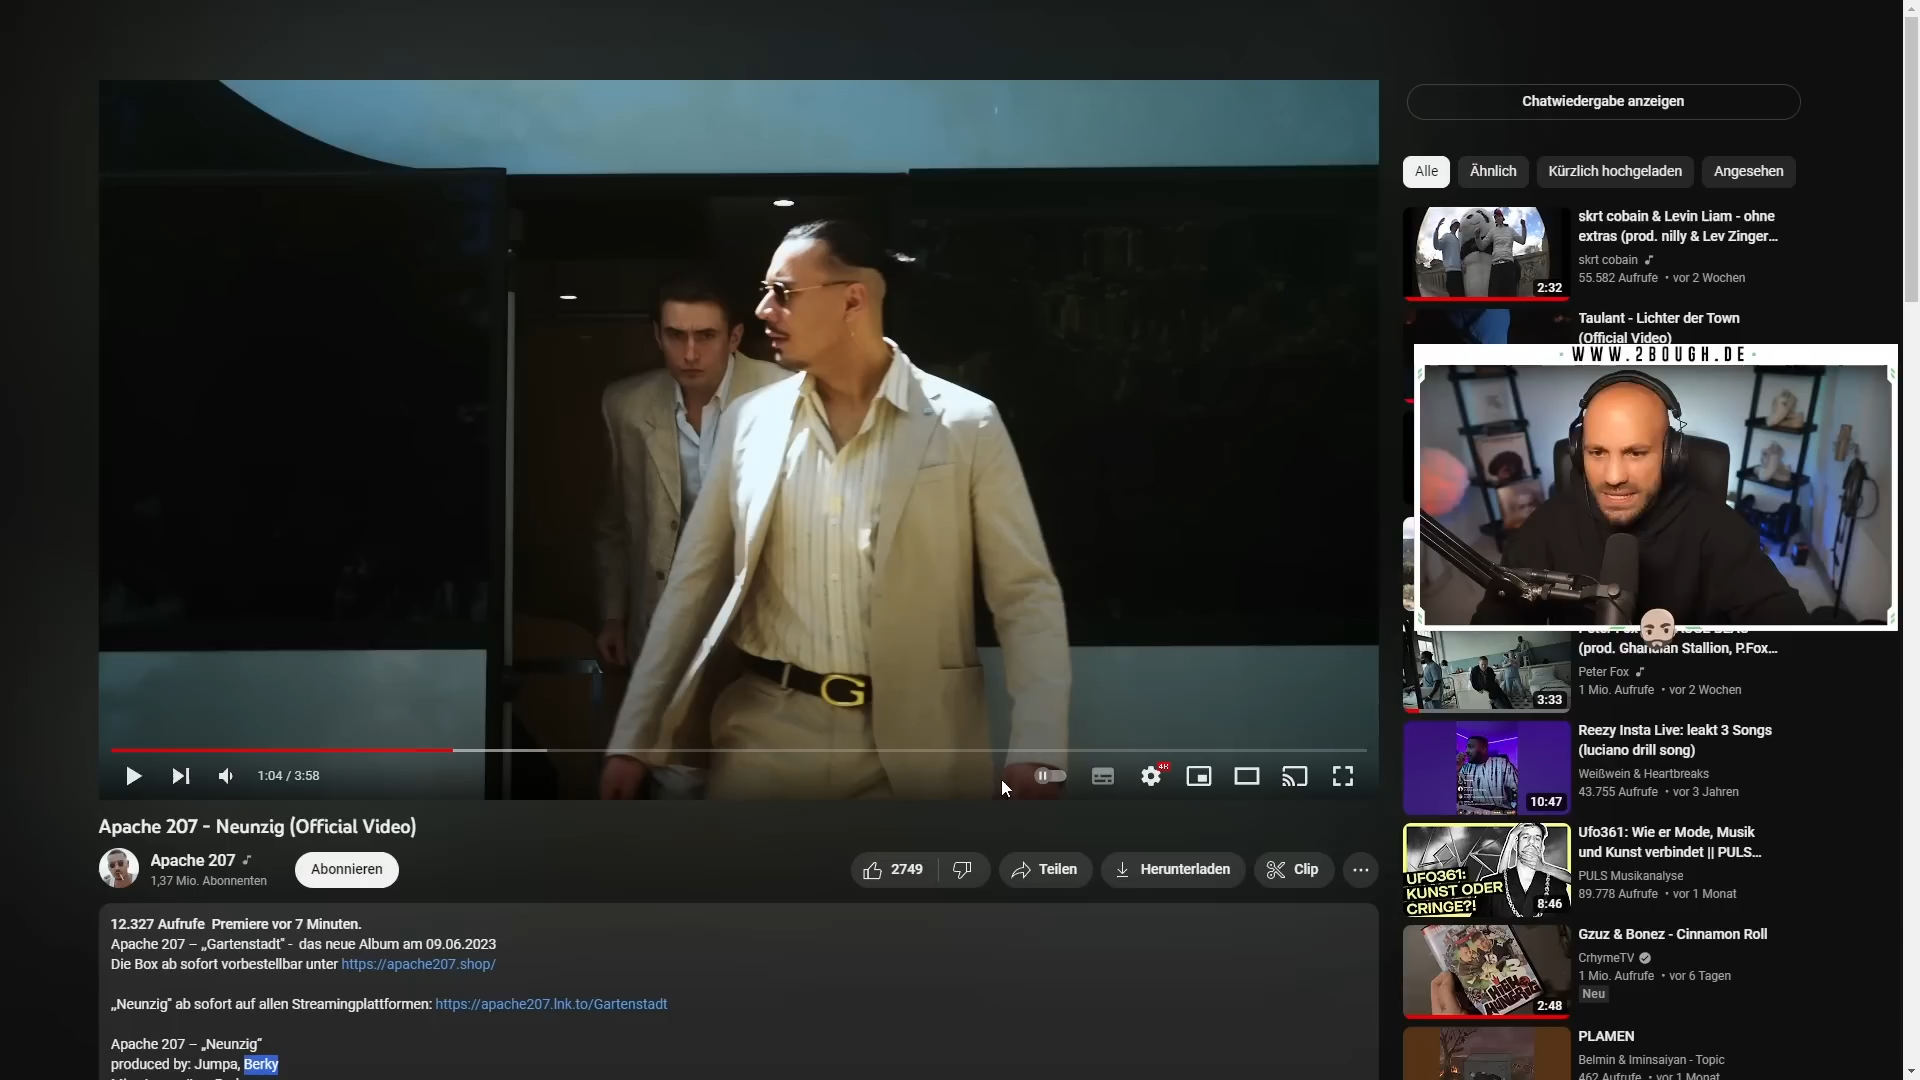 Chatwiedergabe anzeigen
Alle
Ähnlich
Kürzlich hochgeladen
Angesehen
skrt cobain & Levin Liam - ohne
extras (prod. nilly & Lev Zinger...
skrt cobain
55.582 Aufrufe • vor 2 Wochen
2:32
Taulant - Lichter der Town
(Official Video)
· WWW.2BOUGH.DE ·
(prod. Ghanaian Stallion, P.Fox...
Peter Fox
1 Mio. Aufrufe • vor 2 Wochen
3:33
Reezy Insta Live: leakt 3 Songs
(luciano drill song)
Weißwein & Heartbreaks
43.755 Aufrufe • vor 3 Jahren
10:47
Ufo361: Wie er Mode, Musik
und Kunst verbindet || PULS...
PULS Musikanalyse
89.778 Aufrufe • vor 1 Monat
UFO361:
KUNST ODER
CRINGE?!
8:46
Gzuz & Bonez - Cinnamon Roll
CrhymeTV
1 Mio. Aufrufe • vor 6 Tagen
Neu
2:48
PLAMEN
Belmin & Iminsaiyan - Topic
462 Aufrufe • vor 1 Monat
G
1:04 / 3:58
4K
Apache 207 - Neunzig (Official Video)
Apache 207
1,37 Mio. Abonnenten
Abonnieren
2749
Teilen
Herunterladen
Clip
12.327 Aufrufe Premiere vor 7 Minuten.
Apache 207 – „Gartenstadt" - das neue Album am 09.06.2023
Die Box ab sofort vorbestellbar unter https://apache207.shop/
„Neunzig" ab sofort auf allen Streamingplattformen: https://apache207.lnk.to/Gartenstadt
Apache 207 – „Neunzig“
produced by: Jumpa, Berky